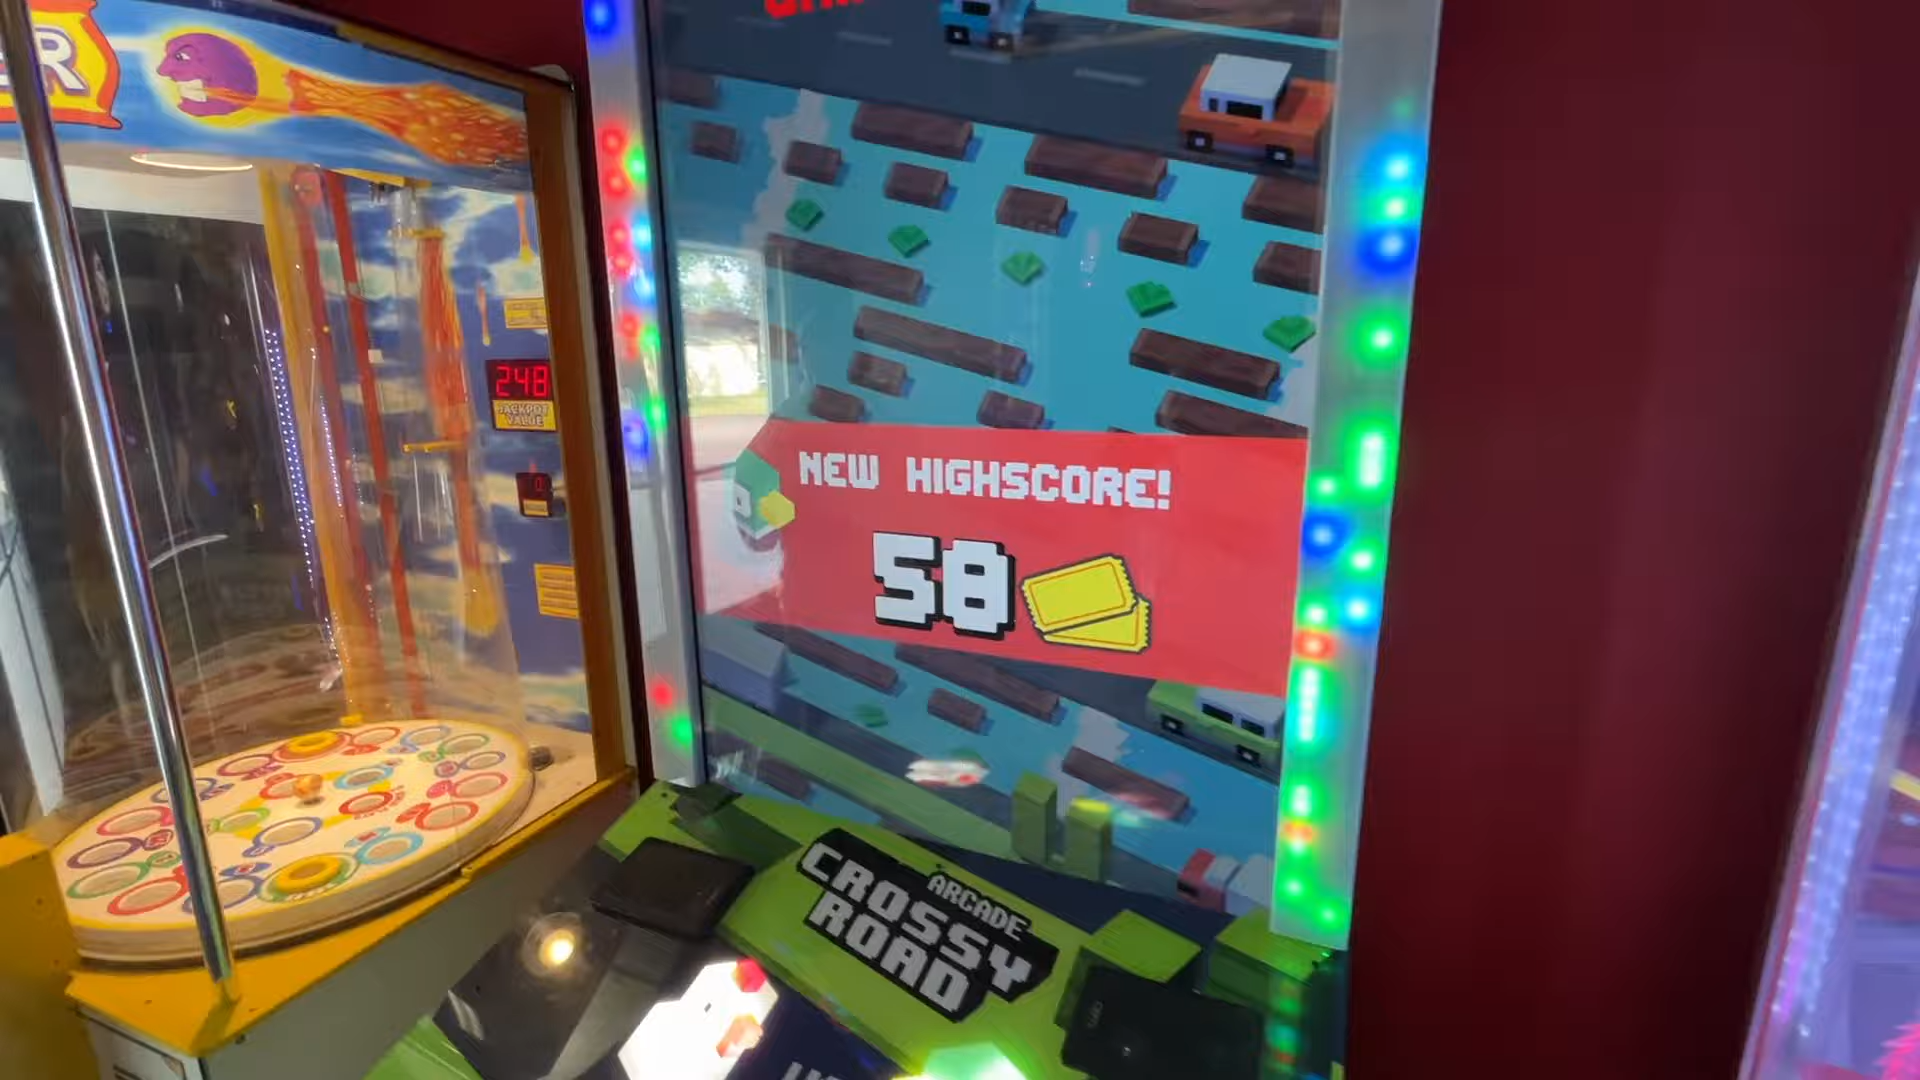 248
JACKPOT
VALUE
NEW HIGHSCORE!
58
ARCADE
CROSSY
ROAD